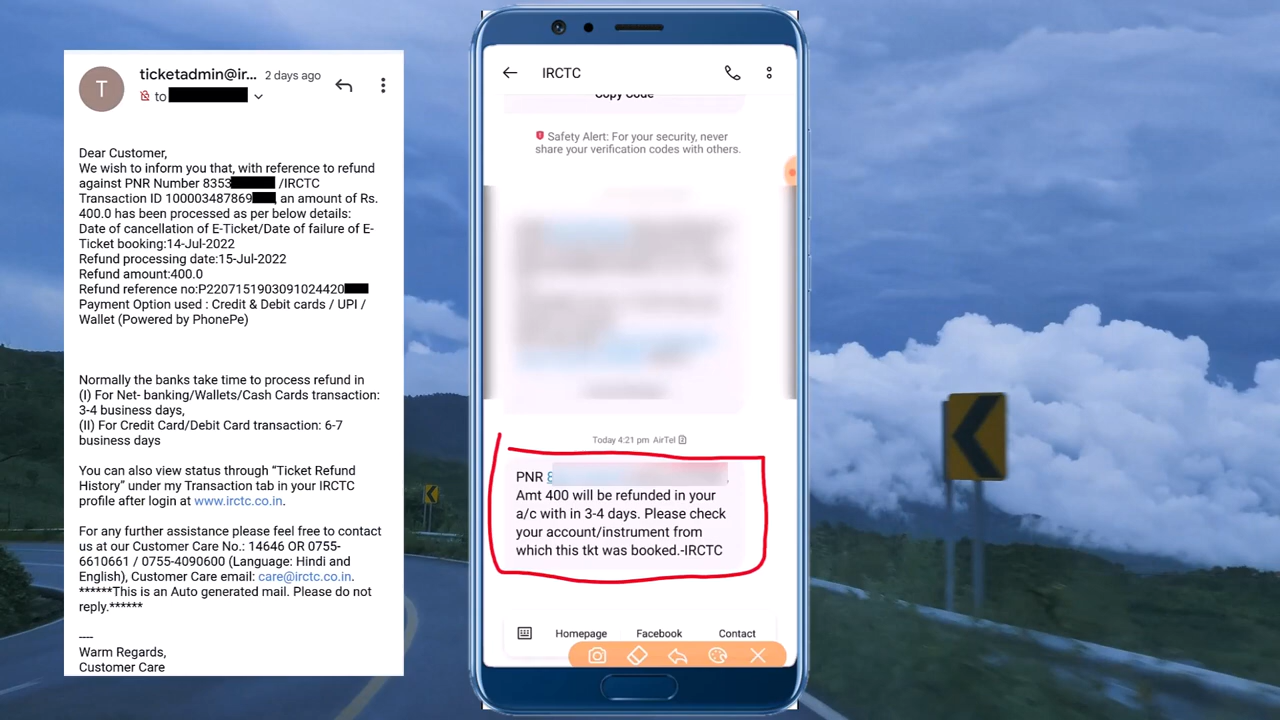 T
ticketadmin@ir... 2 days ago
to
Dear Customer,
We wish to inform you that, with reference to refund
against PNR Number 8353 /IRCTC
Transaction ID 100003487869 , an amount of Rs.
400.0 has been processed as per below details:
Date of cancellation of E-Ticket/Date of failure of E-
Ticket booking:14-Jul-2022
Refund processing date:15-Jul-2022
Refund amount:400.0
Refund reference no:P2207151903091024420
Payment Option used : Credit & Debit cards / UPI /
Wallet (Powered by PhonePe)
Normally the banks take time to process refund in
(I) For Net- banking/Wallets/Cash Cards transaction:
3-4 business days,
(II) For Credit Card/Debit Card transaction: 6-7
business days
You can also view status through “Ticket Refund
History” under my Transaction tab in your IRCTC
profile after login at www.irctc.co.in.
For any further assistance please feel free to contact
us at our Customer Care No.: 14646 OR 0755-
6610661 / 0755-4090600 (Language: Hindi and
English), Customer Care email: care@irctc.co.in.
******This is an Auto generated mail. Please do not
reply.******
----
Warm Regards,
Customer Care
IRCTC
Copy Code
Safety Alert: For your security, never
share your verification codes with others.
Today 4:21 pm AirTel 2
PNR 8
Amt 400 will be refunded in your
a/c with in 3-4 days. Please check
your account/instrument from
which this tkt was booked.-IRCTC
Homepage Facebook Contact